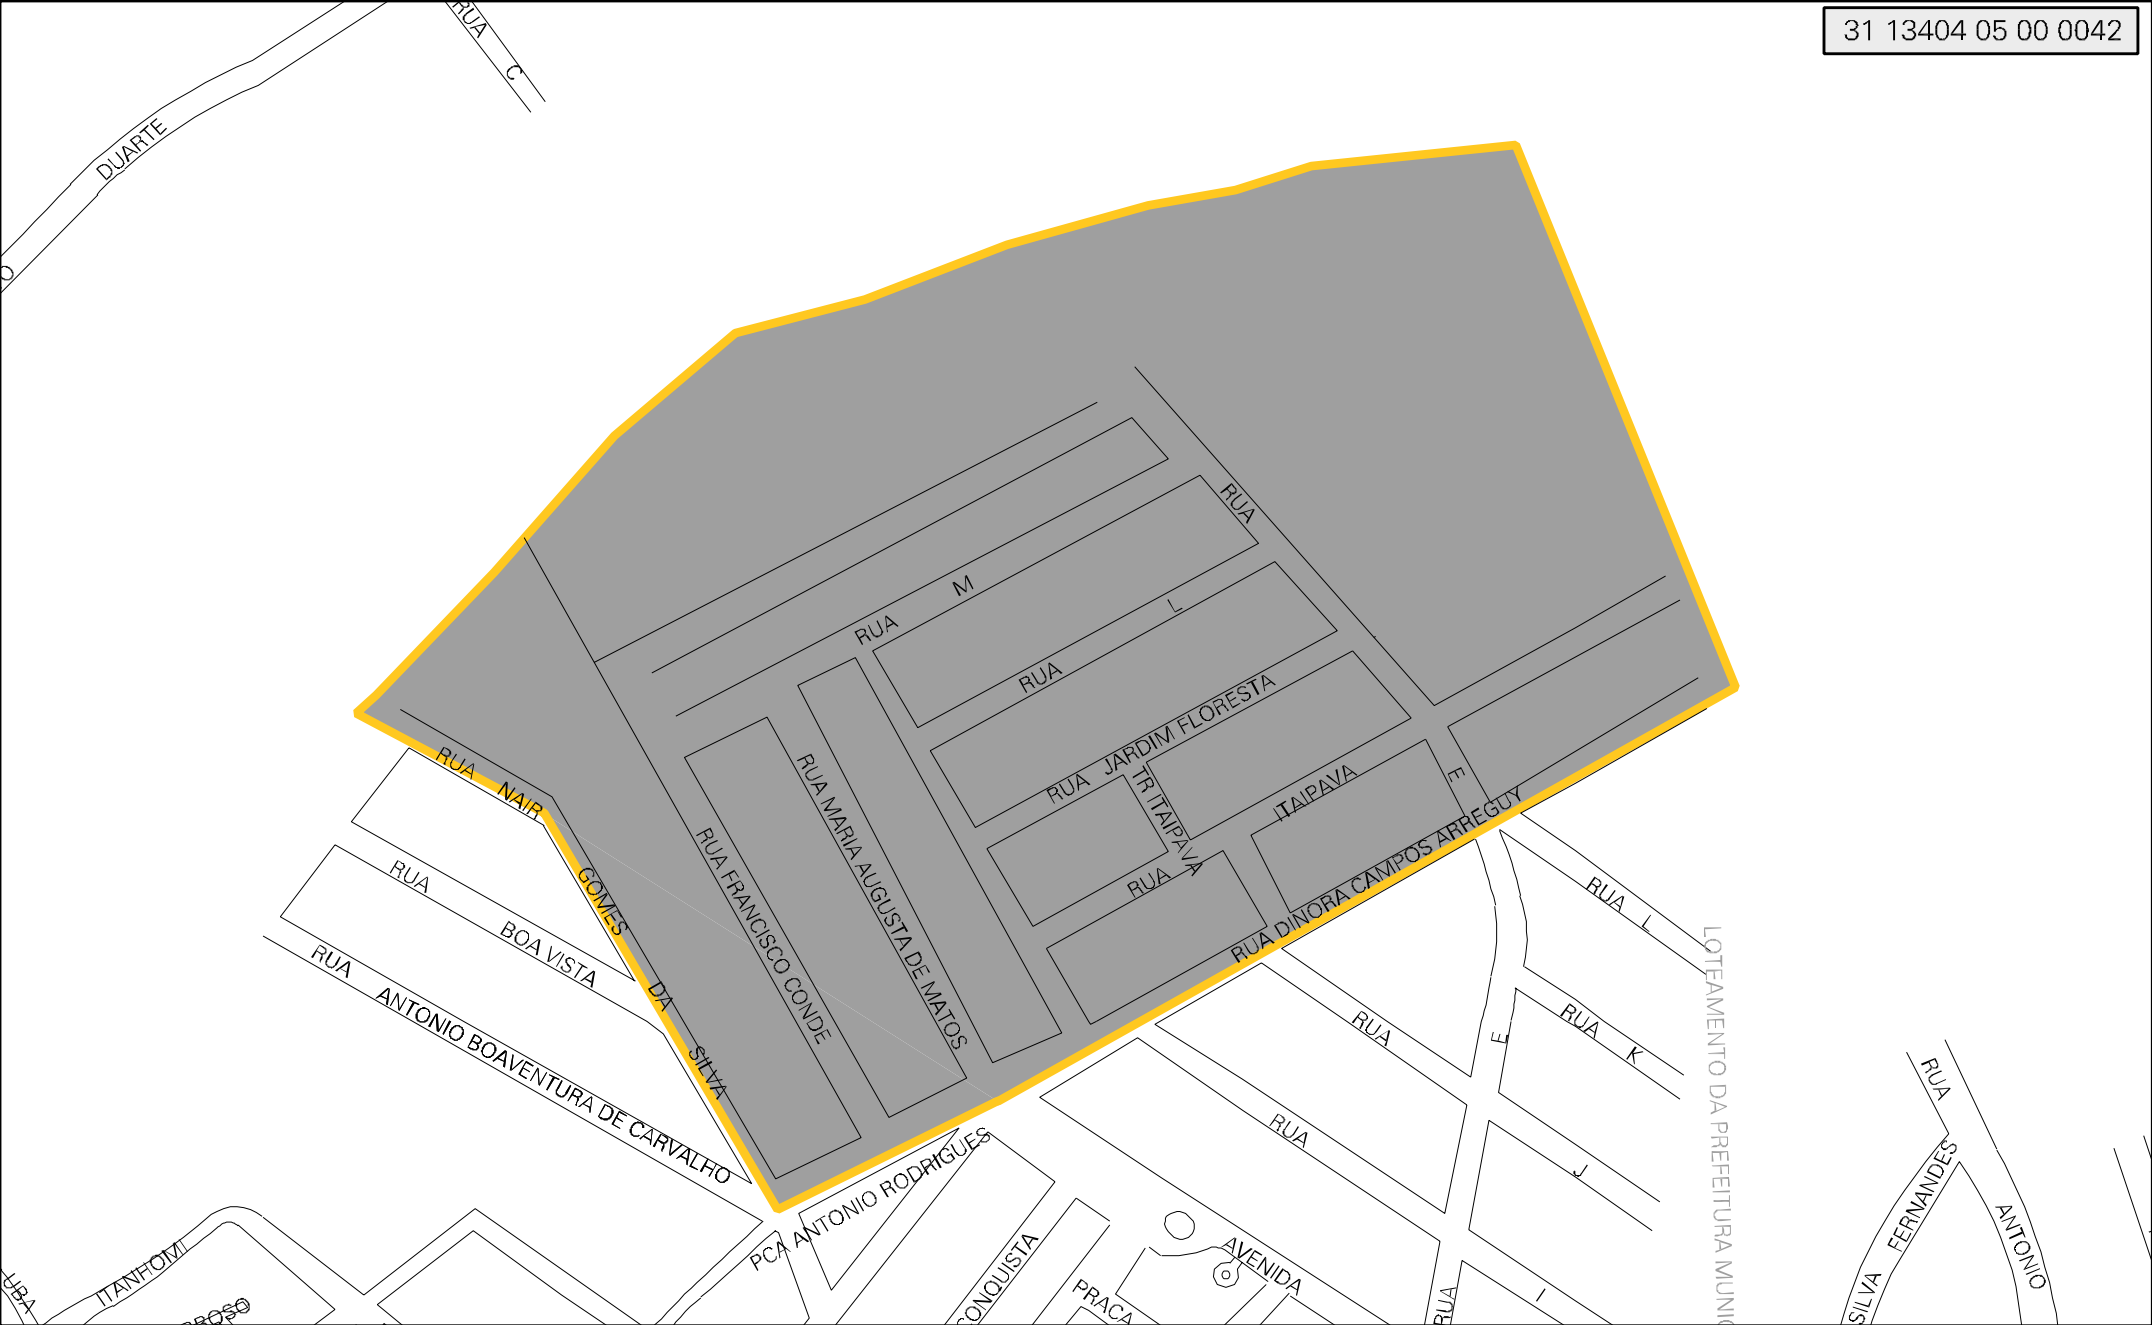 31 13404 05 00 0042
RUA C
DUARTE
O
RUA
RUA M
RUA L
RUA JARDIM FLORESTA
TR ITAIPAVA
RUA ITAIPAVA
E
RUA MARIA AUGUSTA DE MATOS
RUA FRANCISCO CONDE
RUA NAIR GOMES DA SILVA
RUA DINORA CAMPOS ARREGUY
RUA BOA VISTA
RUA ANTONIO BOAVENTURA DE CARVALHO
RUA L
RUA K
E
RUA
J
RUA
I
RUA
LOTEAMENTO DA PREFEITURA MUNIC
RUA
ANTONIO
SILVA FERNANDES
PCA ANTONIO RODRIGUES
AVENIDA
PRACA
CONQUISTA
ITANHOMI
ROSO
UBA